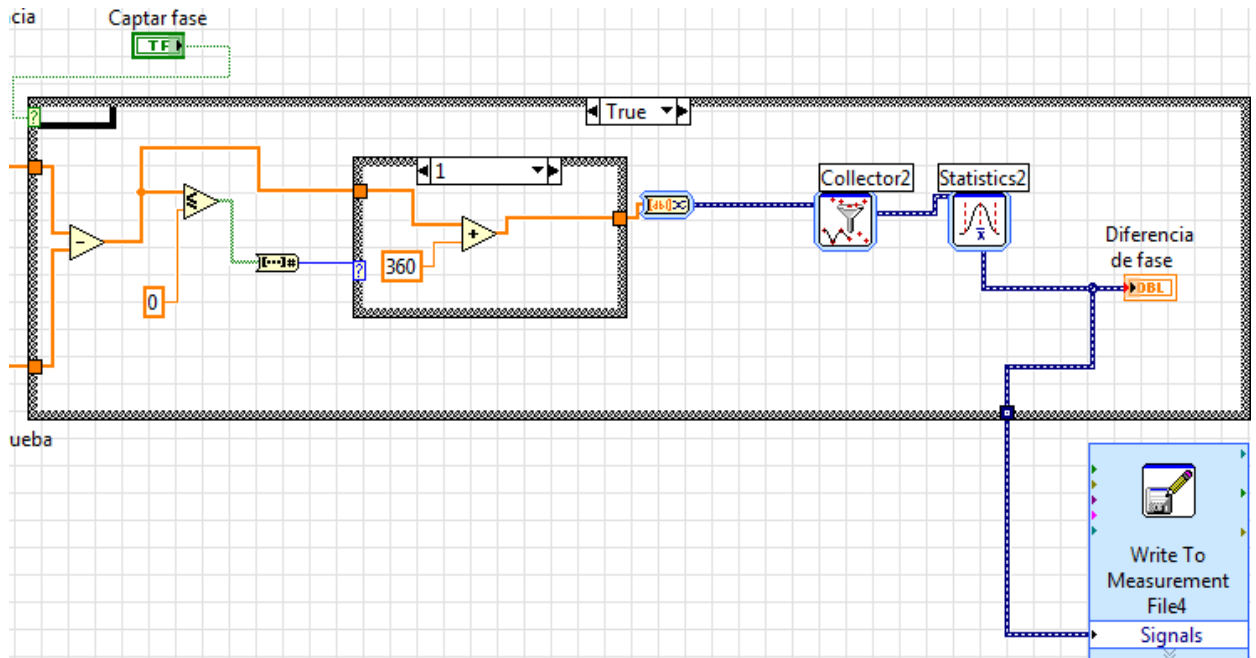 cia
Captar fase
TF
?
True
1
Collector2
Statistics2
-
≤
+
360
0
[...]#
?
[dbl]
x̄
Diferencia
de fase
DBL
ueba
Write To
Measurement
File4
Signals